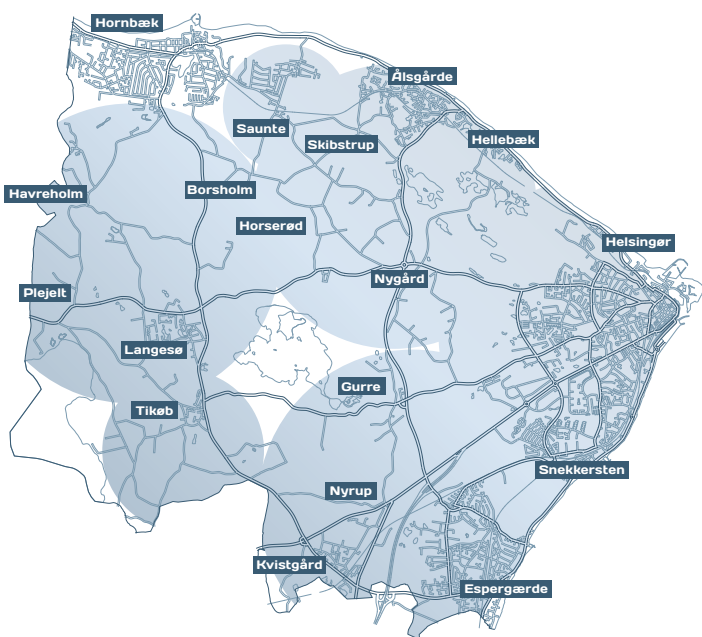 Hornbæk
Ålsgårde
Saunte
Hellebæk
Skibstrup
Havreholm
Borsholm
Horserød
Helsingør
Nygård
Plejelt
Langesø
Gurre
Tikøb
Snekkersten
Nyrup
Kvistgård
Espergærde